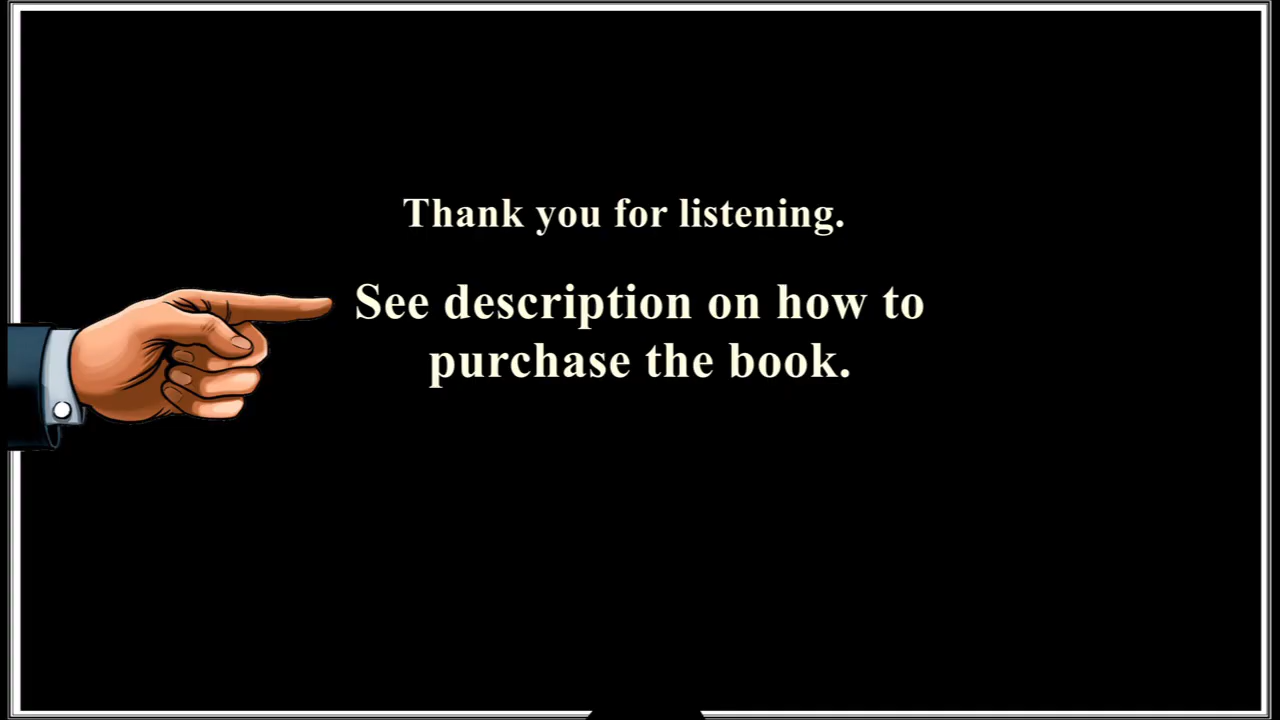 Thank you for listening.
See description on how to
purchase the book.